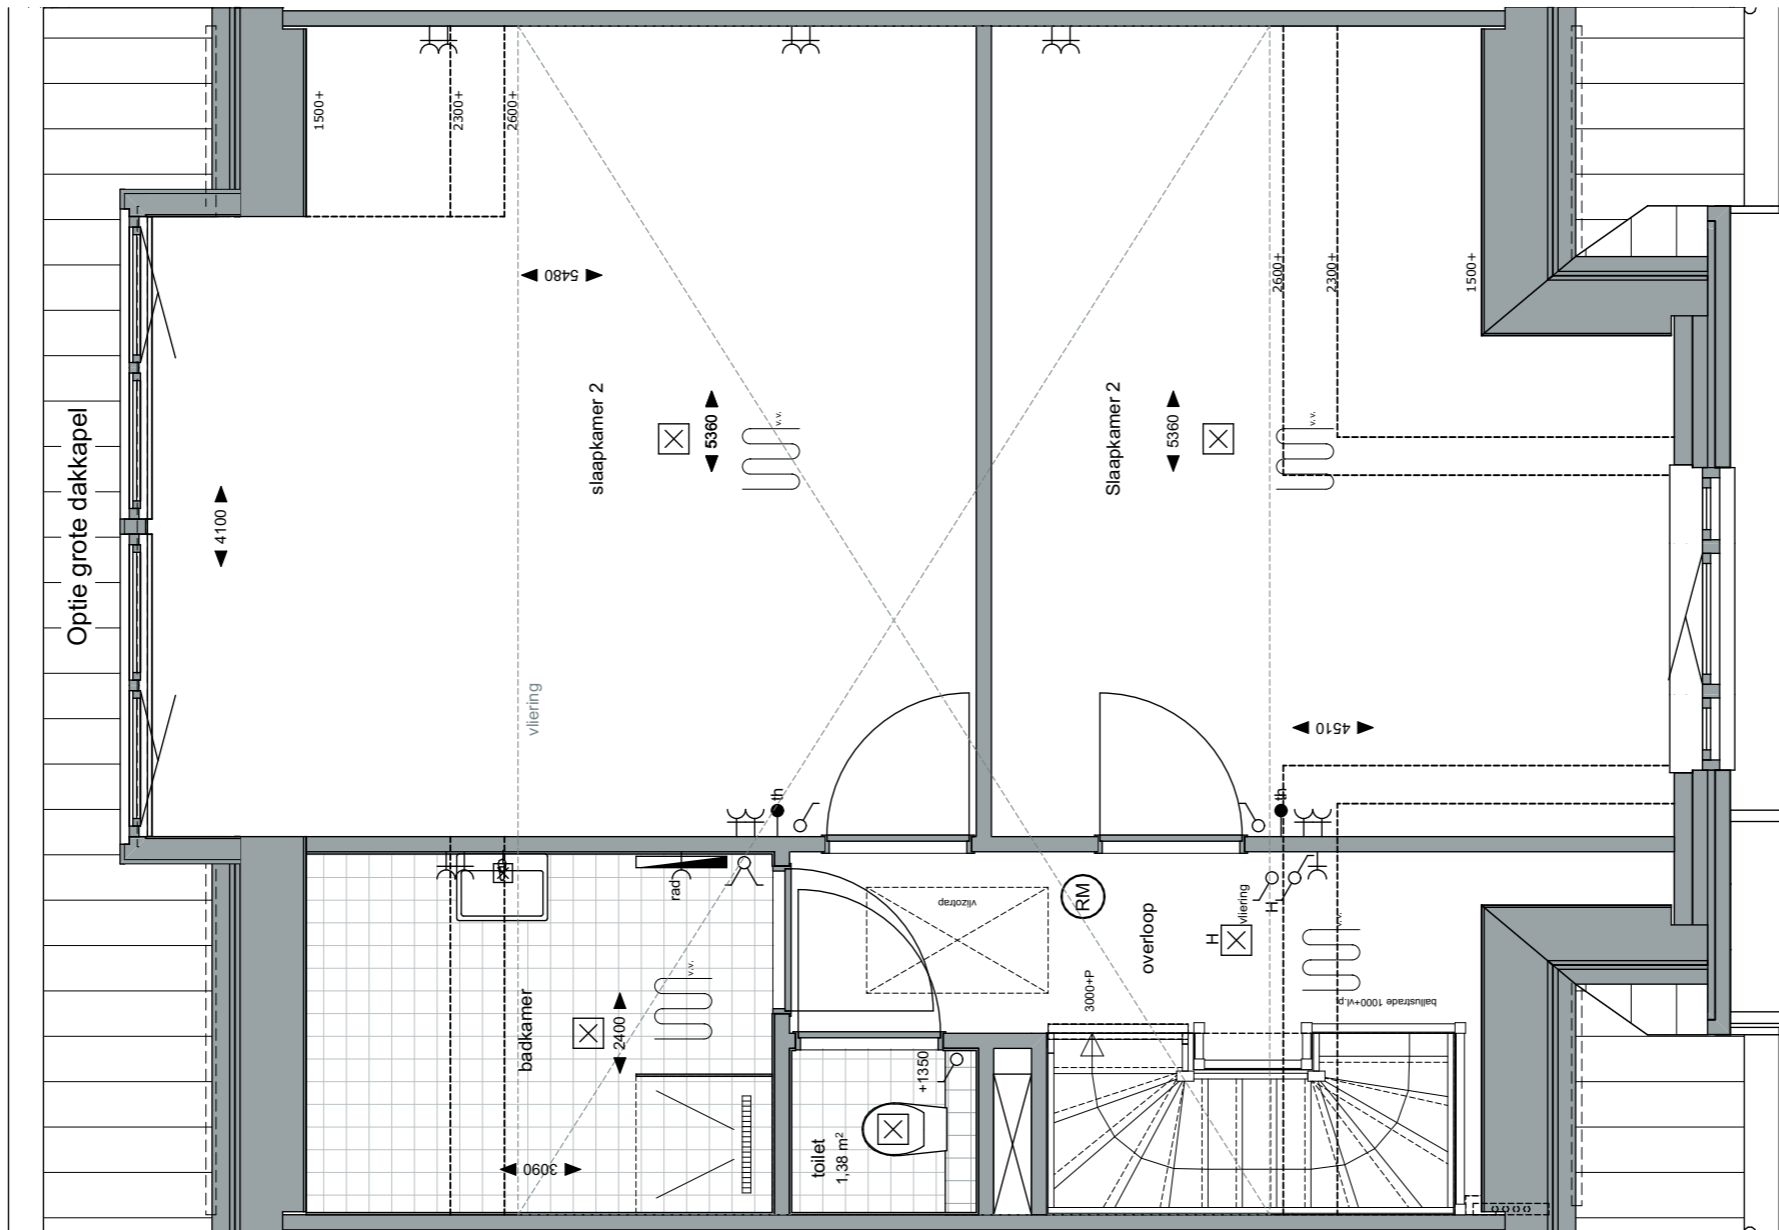 1500+
2300+
2600+
5480
slaapkamer 2
5360
v.v.
4100
Optie grote dakkapel
vliering
th
2600+
2300+
1500+
Slaapkamer 2
5360
v.v.
4510
th
rad
badkamer
2400
v.v.
3090
vlizotrap
RM
overloop
vliering
H
H
v.v.
3000+P
ballustrade 1000+vl.p
+1350
toilet
1,38 m²